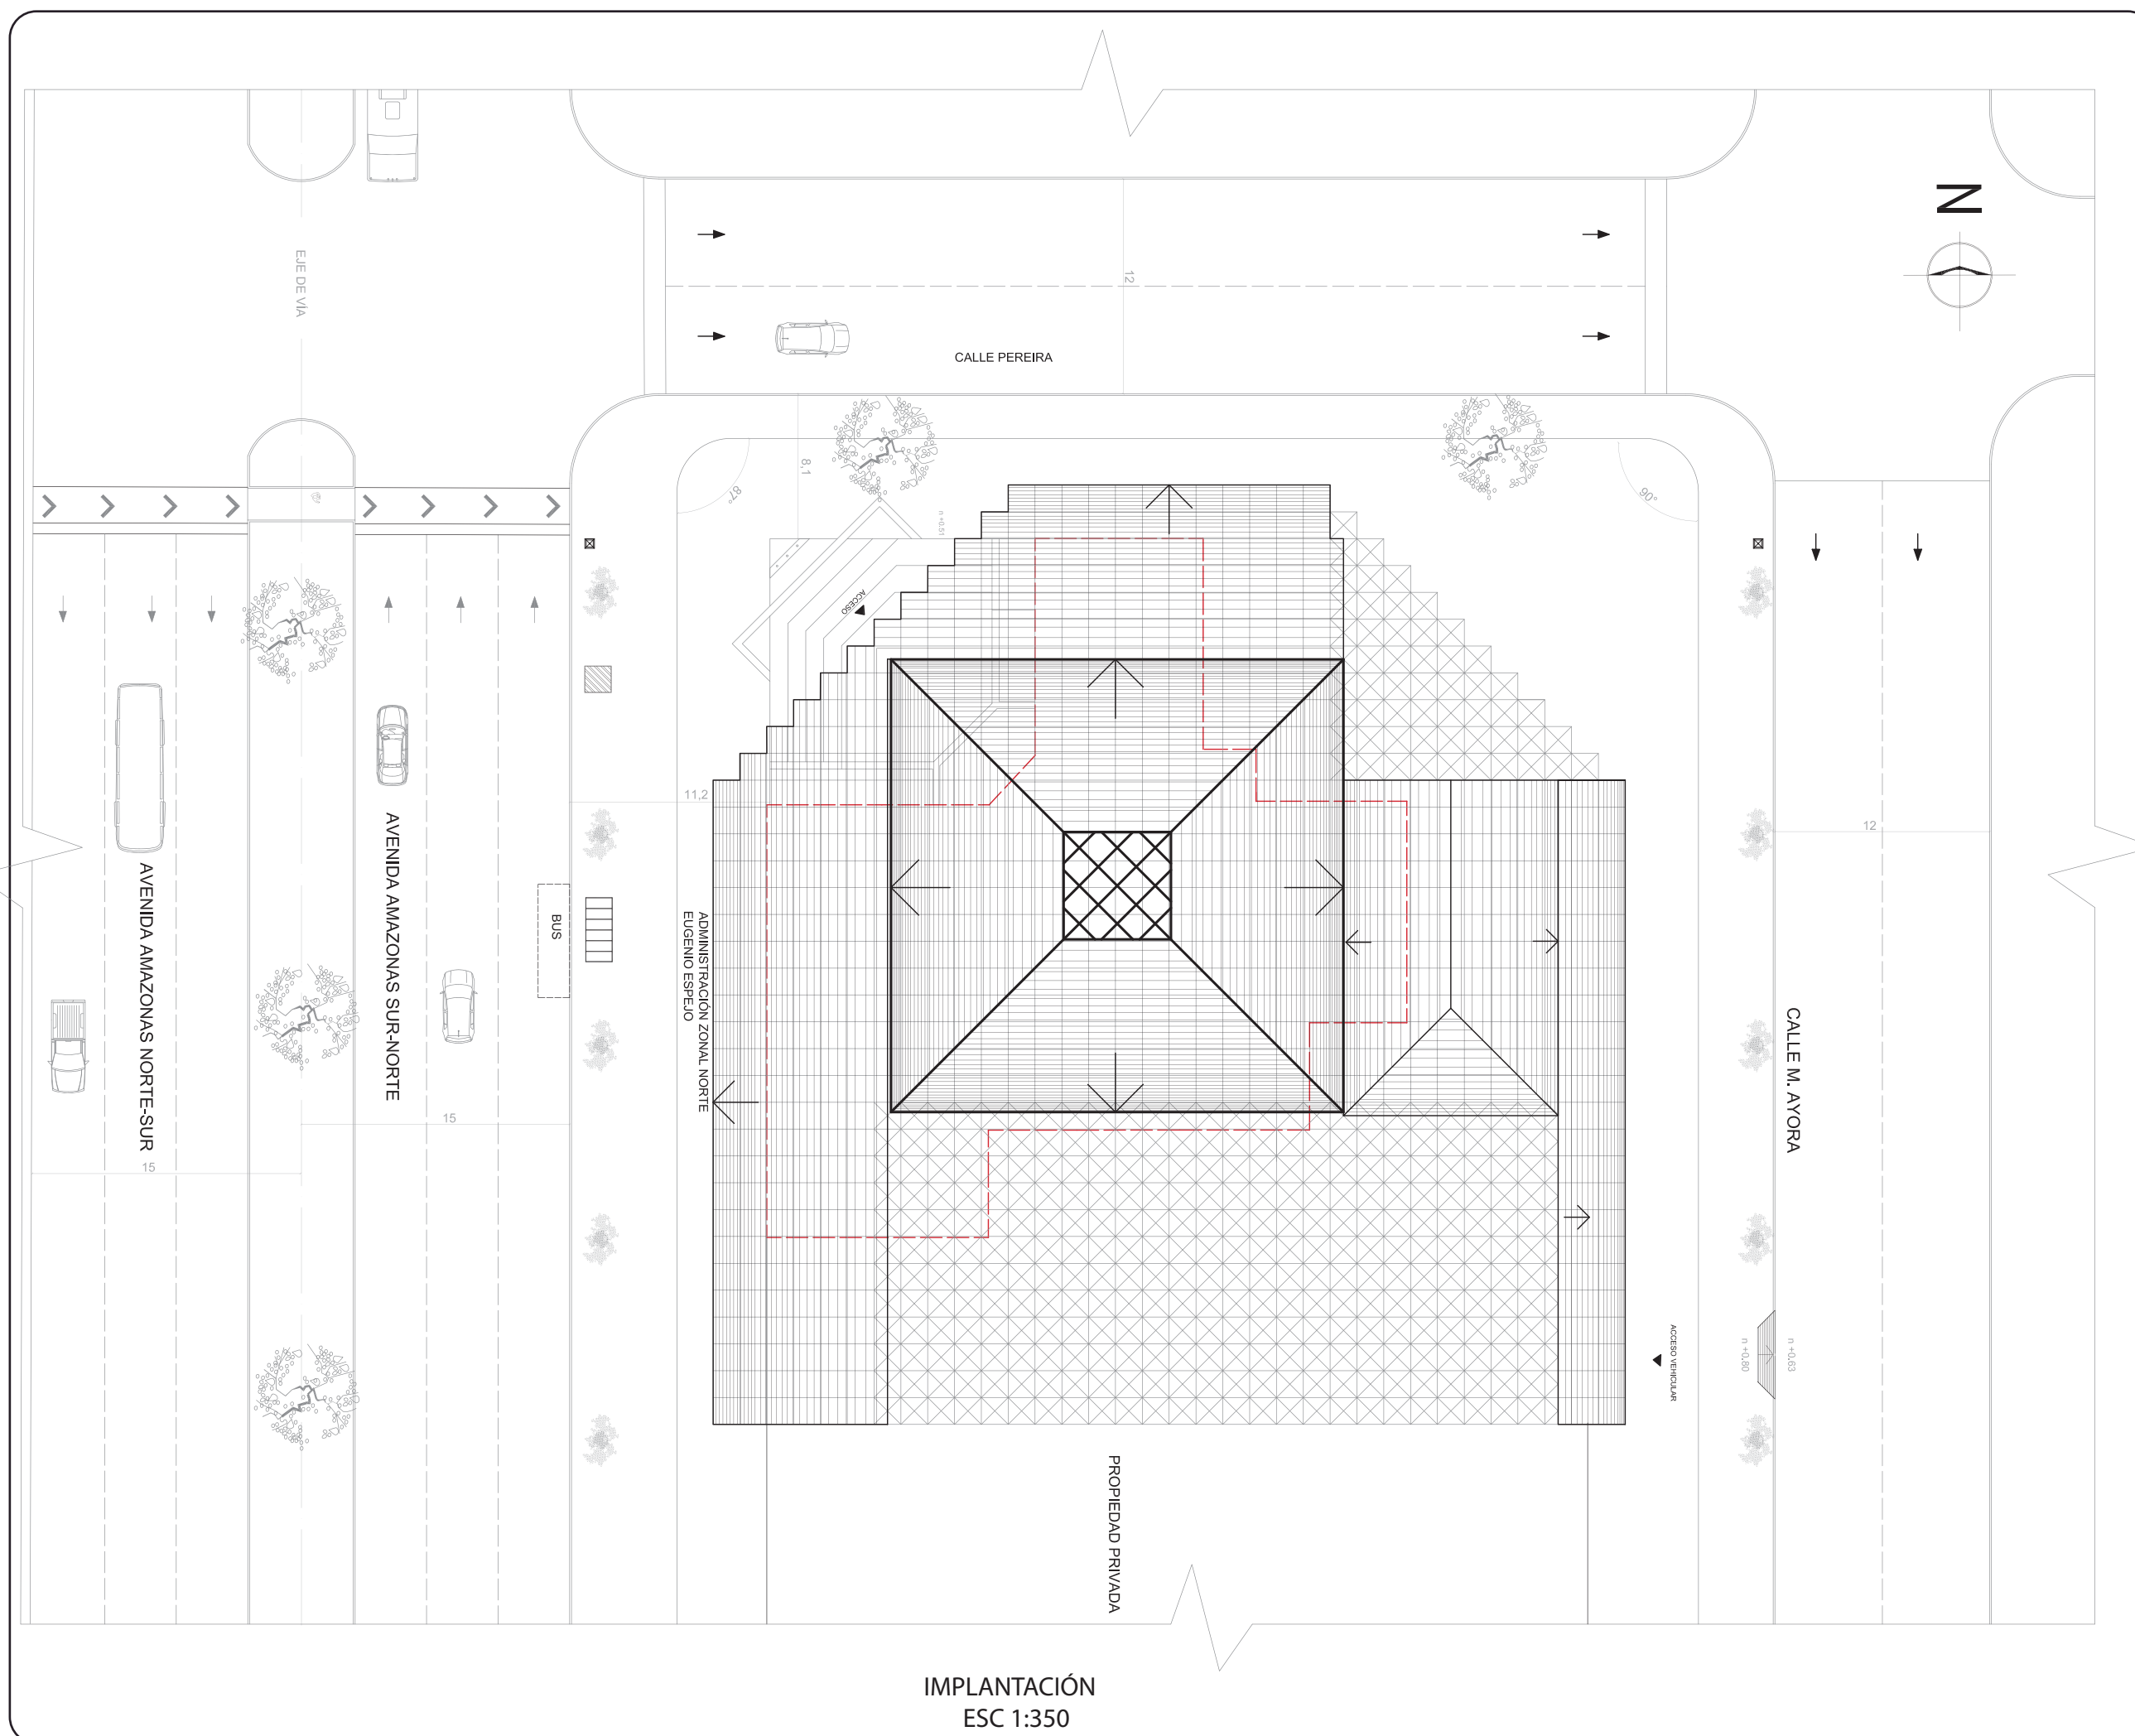 N
EJE DE VÍA
12
CALLE PEREIRA
8,1
87°
90°
n +0,51
ACCESO
11,2
12
AVENIDA AMAZONAS NORTE-SUR
AVENIDA AMAZONAS SUR-NORTE
BUS
ADMINISTRACIÓN ZONAL NORTE
EUGENIO ESPEJO
CALLE M. AYORA
15
15
ACCESO VEHICULAR
n +0,80
n +0,63
PROPIEDAD PRIVADA
IMPLANTACIÓN
ESC 1:350